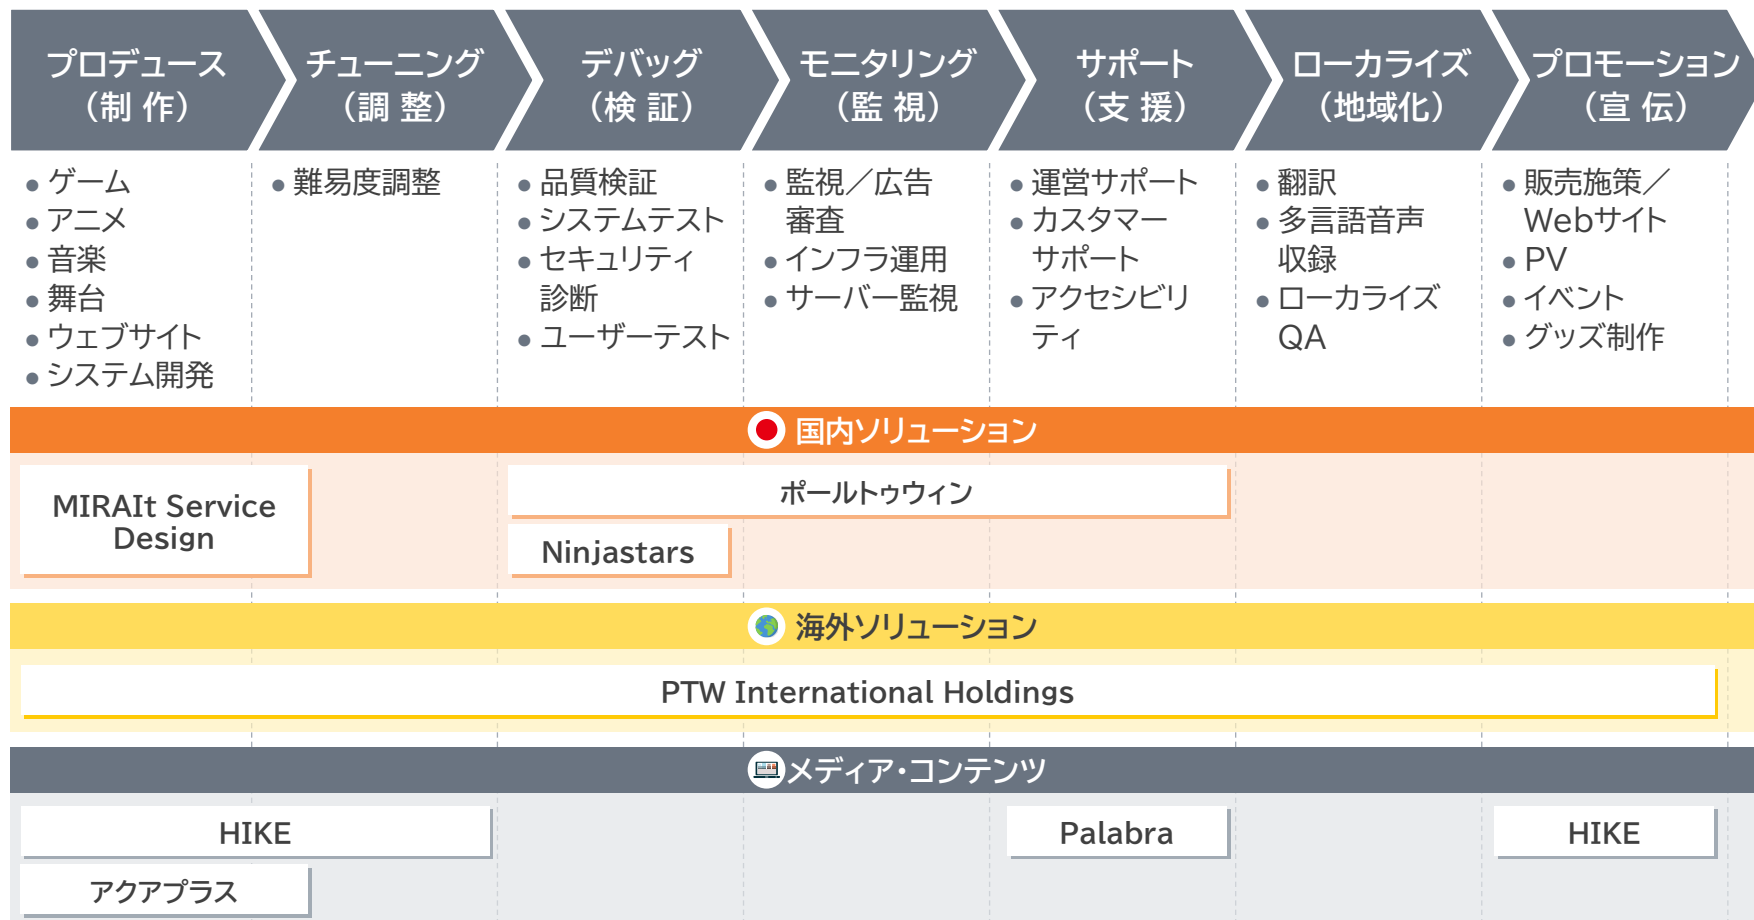 プロデュース
（制 作）
チューニング
（調 整）
デバッグ
（検 証）
モニタリング
（監 視）
サポート
（支 援）
ローカライズ
（地域化）
プロモーション
（宣 伝）
● ゲーム
● アニメ
● 音楽
● 舞台
● ウェブサイト
● システム開発
● 難易度調整
● 品質検証
● システムテスト
● セキュリティ
診断
● ユーザーテスト
● 監視／広告
審査
● インフラ運用
● サーバー監視
● 運営サポート
● カスタマー
サポート
● アクセシビリ
ティ
● 翻訳
● 多言語音声
収録
● ローカライズ
QA
● 販売施策／
Webサイト
● PV
● イベント
● グッズ制作
国内ソリューション
MIRAIt Service
Design
ポールトゥウィン
Ninjastars
海外ソリューション
PTW International Holdings
メディア・コンテンツ
HIKE
Palabra
HIKE
アクアプラス